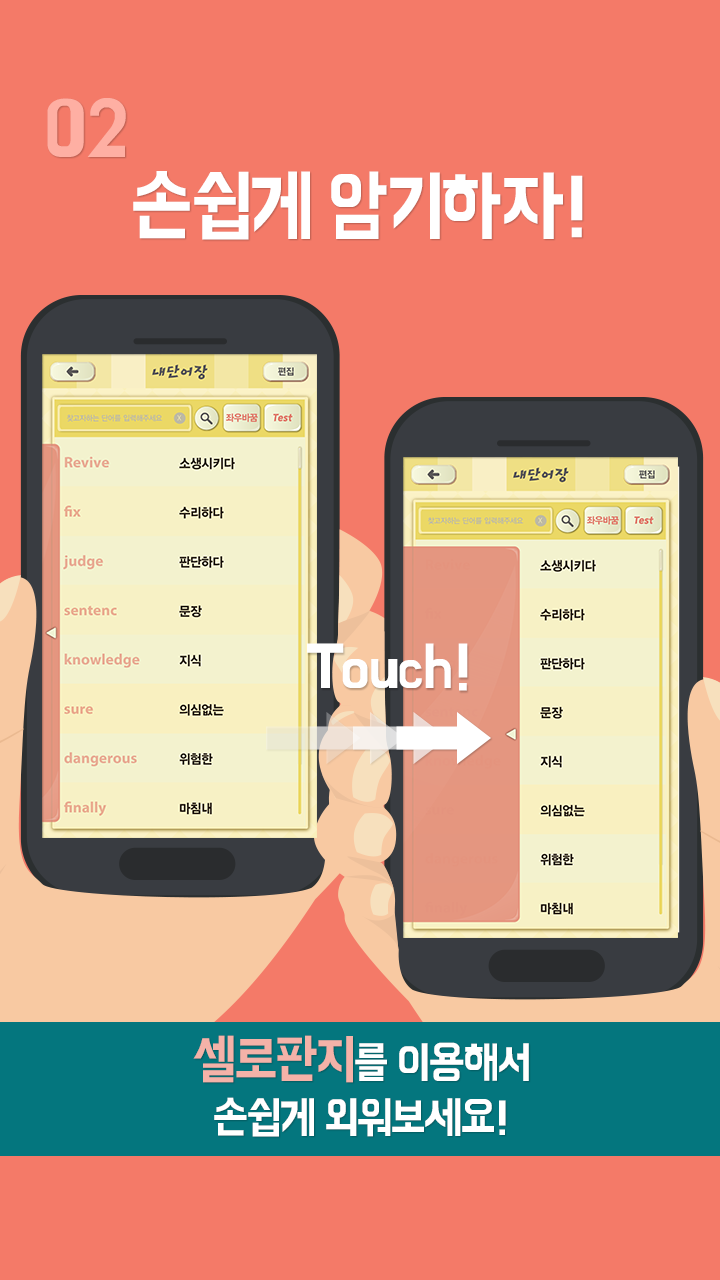 02
손쉽게 암기하자!
내단어장
편집
찾고자하는 단어를 입력해주세요
X
좌우바꿈
Test
Revive 소생시키다
fix 수리하다
judge 판단하다
sentenc 문장
knowledge 지식
sure 의심없는
dangerous 위험한
finally 마침내
Touch!
내단어장
편집
찾고자하는 단어를 입력해주세요
X
좌우바꿈
Test
소생시키다
수리하다
판단하다
문장
지식
의심없는
위험한
마침내
셀로판지를 이용해서
손쉽게 외워보세요!